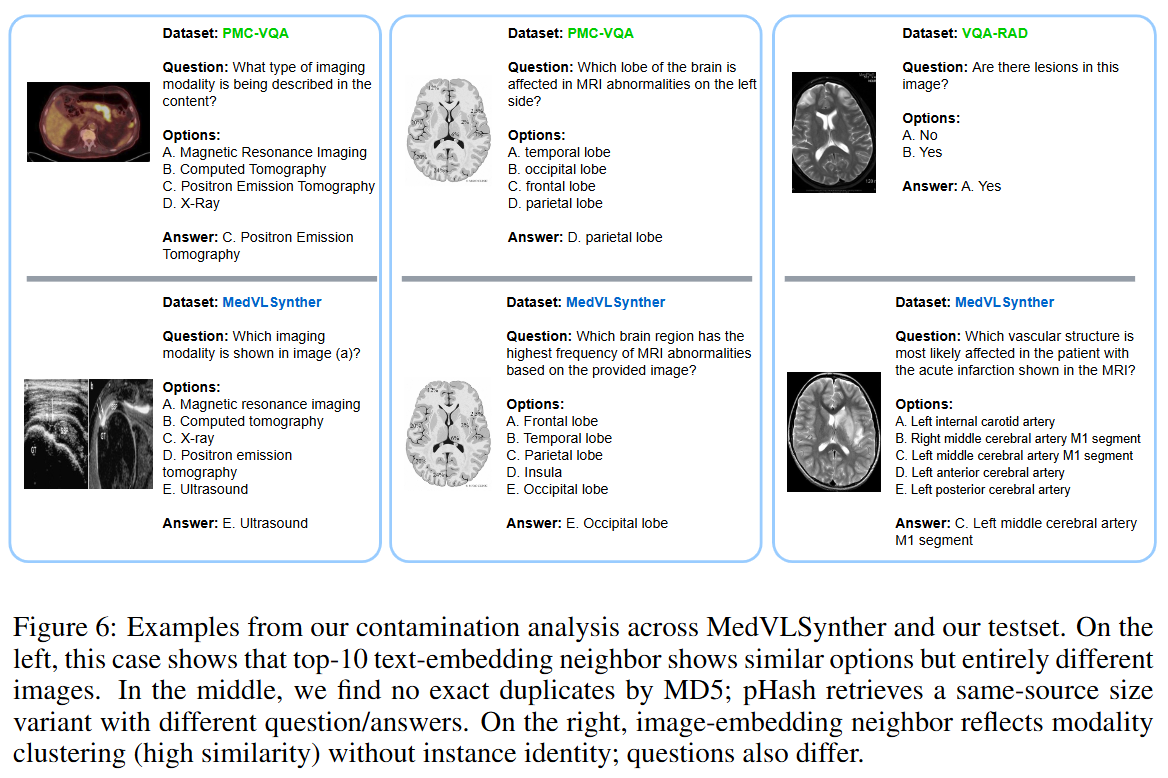 Dataset: PMC-VQA
Question: What type of imaging
modality is being described in the
content?
Options:
A. Magnetic Resonance Imaging
B. Computed Tomography
C. Positron Emission Tomography
D. X-Ray
Answer: C. Positron Emission
Tomography
Dataset: MedVLSynther
Question: Which imaging
modality is shown in image (a)?
Options:
A. Magnetic resonance imaging
B. Computed tomography
C. X-ray
D. Positron emission
tomography
E. Ultrasound
Answer: E. Ultrasound
Dataset: PMC-VQA
Question: Which lobe of the brain is
affected in MRI abnormalities on the left
side?
Options:
A. temporal lobe
B. occipital lobe
C. frontal lobe
D. parietal lobe
Answer: D. parietal lobe
Dataset: MedVLSynther
Question: Which brain region has the
highest frequency of MRI abnormalities
based on the provided image?
Options:
A. Frontal lobe
B. Temporal lobe
C. Parietal lobe
D. Insula
E. Occipital lobe
Answer: E. Occipital lobe
Dataset: VQA-RAD
Question: Are there lesions in this
image?
Options:
A. No
B. Yes
Answer: A. Yes
Dataset: MedVLSynther
Question: Which vascular structure is
most likely affected in the patient with
the acute infarction shown in the MRI?
Options:
A. Left internal carotid artery
B. Right middle cerebral artery M1 segment
C. Left middle cerebral artery M1 segment
D. Left anterior cerebral artery
E. Left posterior cerebral artery
Answer: C. Left middle cerebral artery
M1 segment
Figure 6: Examples from our contamination analysis across MedVLSynther and our testset. On the
left, this case shows that top-10 text-embedding neighbor shows similar options but entirely different
images. In the middle, we find no exact duplicates by MD5; pHash retrieves a same-source size
variant with different question/answers. On the right, image-embedding neighbor reflects modality
clustering (high similarity) without instance identity; questions also differ.